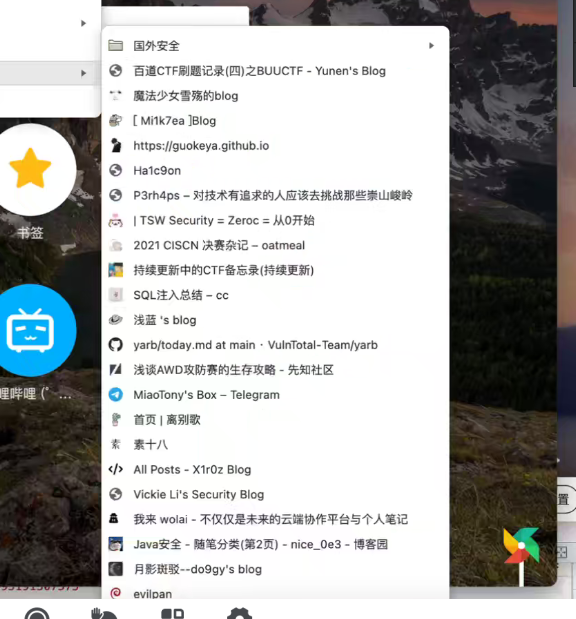 国外安全
百道CTF刷题记录(四)之BUUCTF - Yunen's Blog
魔法少女雪殇的blog
[ Mi1k7ea ]Blog
https://guokeya.github.io
Ha1c9on
P3rh4ps – 对技术有追求的人应该去挑战那些崇山峻岭
| TSW Security = Zeroc = 从0开始
2021 CISCN 决赛杂记 – oatmeal
持续更新中的CTF备忘录(持续更新)
SQL注入总结 – cc
浅蓝 's blog
yarb/today.md at main · VulnTotal-Team/yarb
浅谈AWD攻防赛的生存攻略 - 先知社区
MiaoTony's Box – Telegram
首页 | 离别歌
素 素十八
All Posts - X1r0z Blog
Vickie Li's Security Blog
我来 wolai - 不仅仅是未来的云端协作平台与个人笔记
Java安全 - 随笔分类(第2页) - nice_0e3 - 博客园
月影斑驳--do9gy's blog
evilpan
书签
哩哔哩 (゜...
置